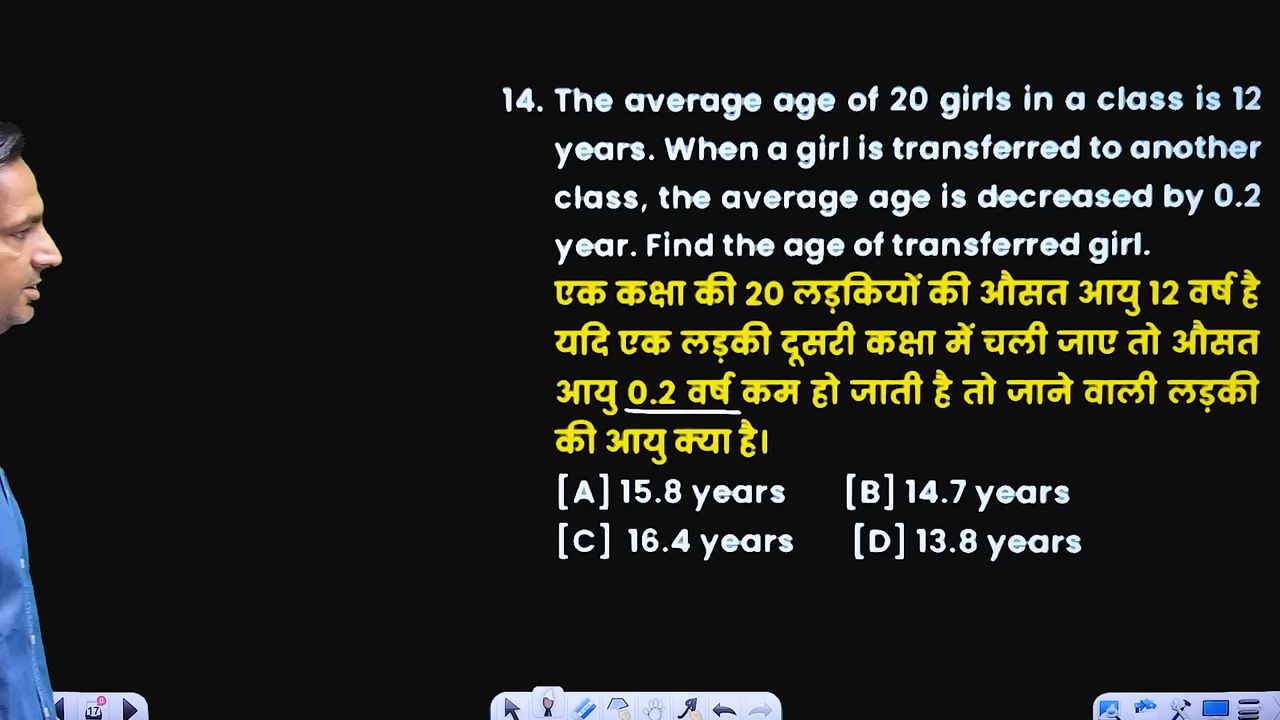 14. The average age of 20 girls in a class is 12
years. When a girl is transferred to another
class, the average age is decreased by 0.2
year. Find the age of transferred girl.
एक कक्षा की 20 लड़कियों की औसत आयु 12 वर्ष है
यदि एक लड़की दूसरी कक्षा में चली जाए तो औसत
आयु 0.2 वर्ष कम हो जाती है तो जाने वाली लड़की
की आयु क्या है।
[A] 15.8 years [B] 14.7 years
[C] 16.4 years [D] 13.8 years
17